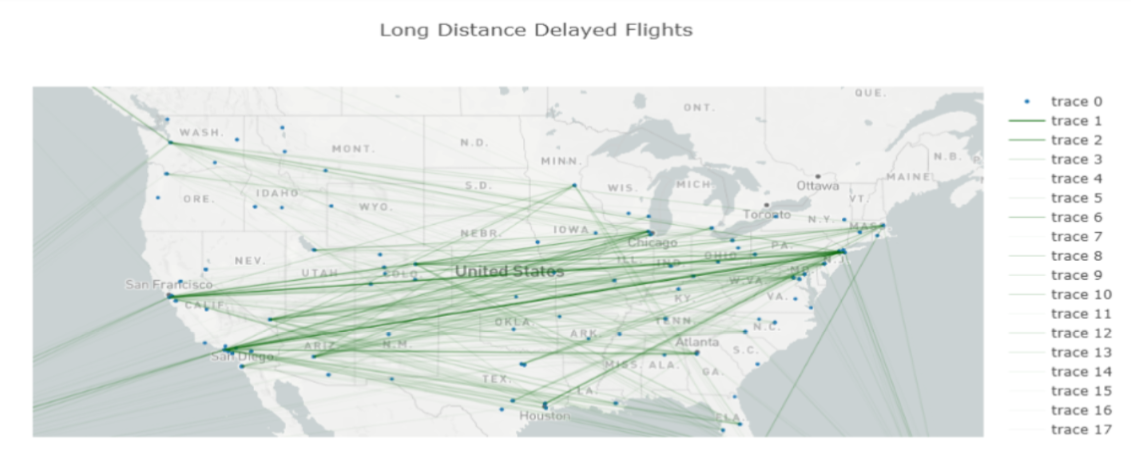 Long Distance Delayed Flights
QUE.
ONT.
WASH.
MONT.
N.D.
MINN.
N.B.
MAINE
ORE.
IDAHO
S.D.
WIS.
MICH.
Ottawa
VT.
WYO.
Toronto
N.Y.
NEBR.
IOWA
Chicago
NEV.
UTAH
United States
ILL.
IND.
OHIO
PA.
San Francisco
CALIF.
W.VA.
KY.
VA.
OKLA.
TENN.
N.C.
ARK.
ARIZ.
N.M.
Atlanta
San Diego
MISS.
ALA.
GA.
S.C.
TEX.
LA.
Houston
trace 0
trace 1
trace 2
trace 3
trace 4
trace 5
trace 6
trace 7
trace 8
trace 9
trace 10
trace 11
trace 12
trace 13
trace 14
trace 15
trace 16
trace 17